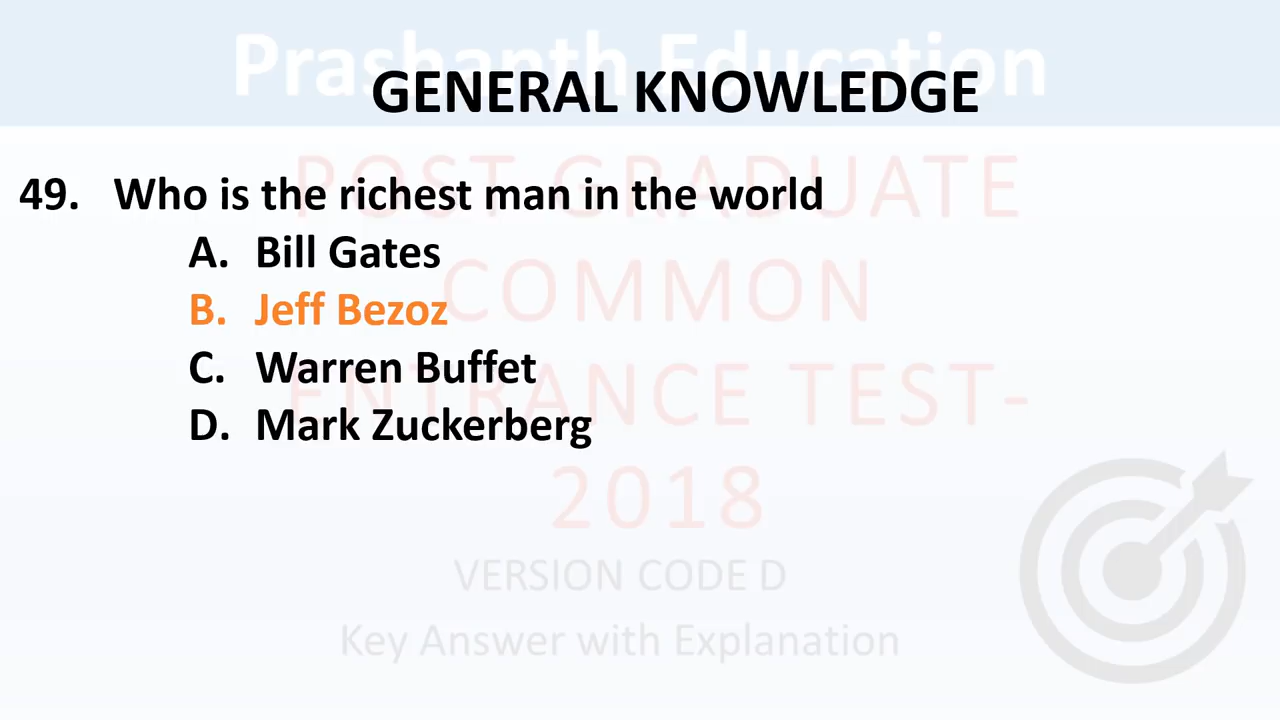 Prashanth Education
GENERAL KNOWLEDGE
POST GRADUATE
49. Who is the richest man in the world
A. Bill Gates
COMMON
B. Jeff Bezoz
C. Warren Buffet
ENTRANCE TEST-
D. Mark Zuckerberg
2018
VERSION CODE D
Key Answer with Explanation